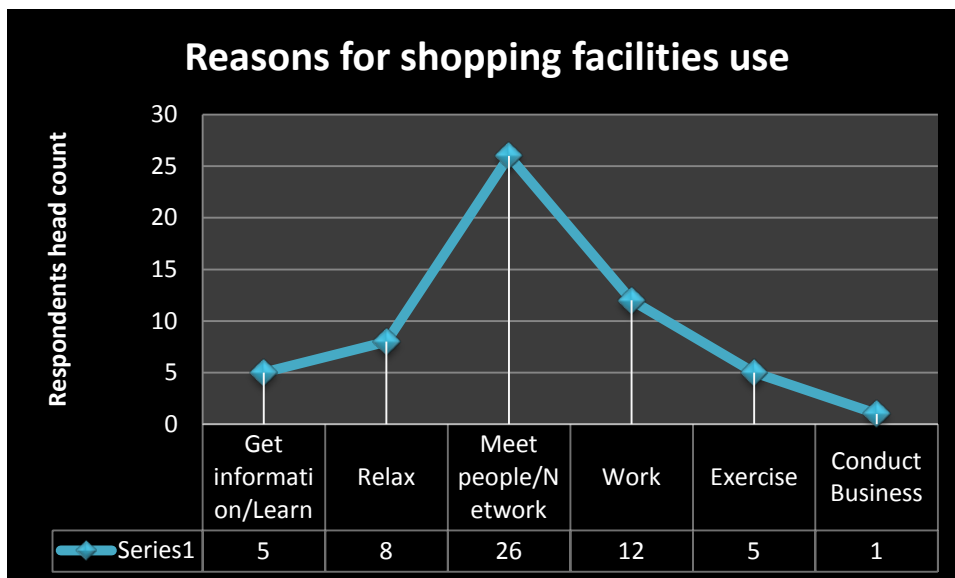 Reasons for shopping facilities use
Respondents head count
30
25
20
15
10
5
0
Get
informati
on/Learn
Relax
Meet
people/N
etwork
Work
Exercise
Conduct
Business
Series1 5 8 26 12 5 1